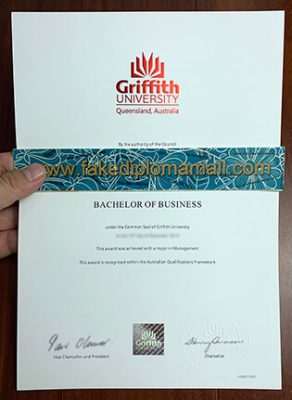 Griffith
UNIVERSITY
Queensland, Australia
By the authority of the Council
www.fakediplomamall.com
BACHELOR OF BUSINESS
under the Common Seal of Griffith University
This award was achieved with a major in Management.
This award is recognised within the Australian Qualifications Framework
Vice Chancellor and President
Chancellor